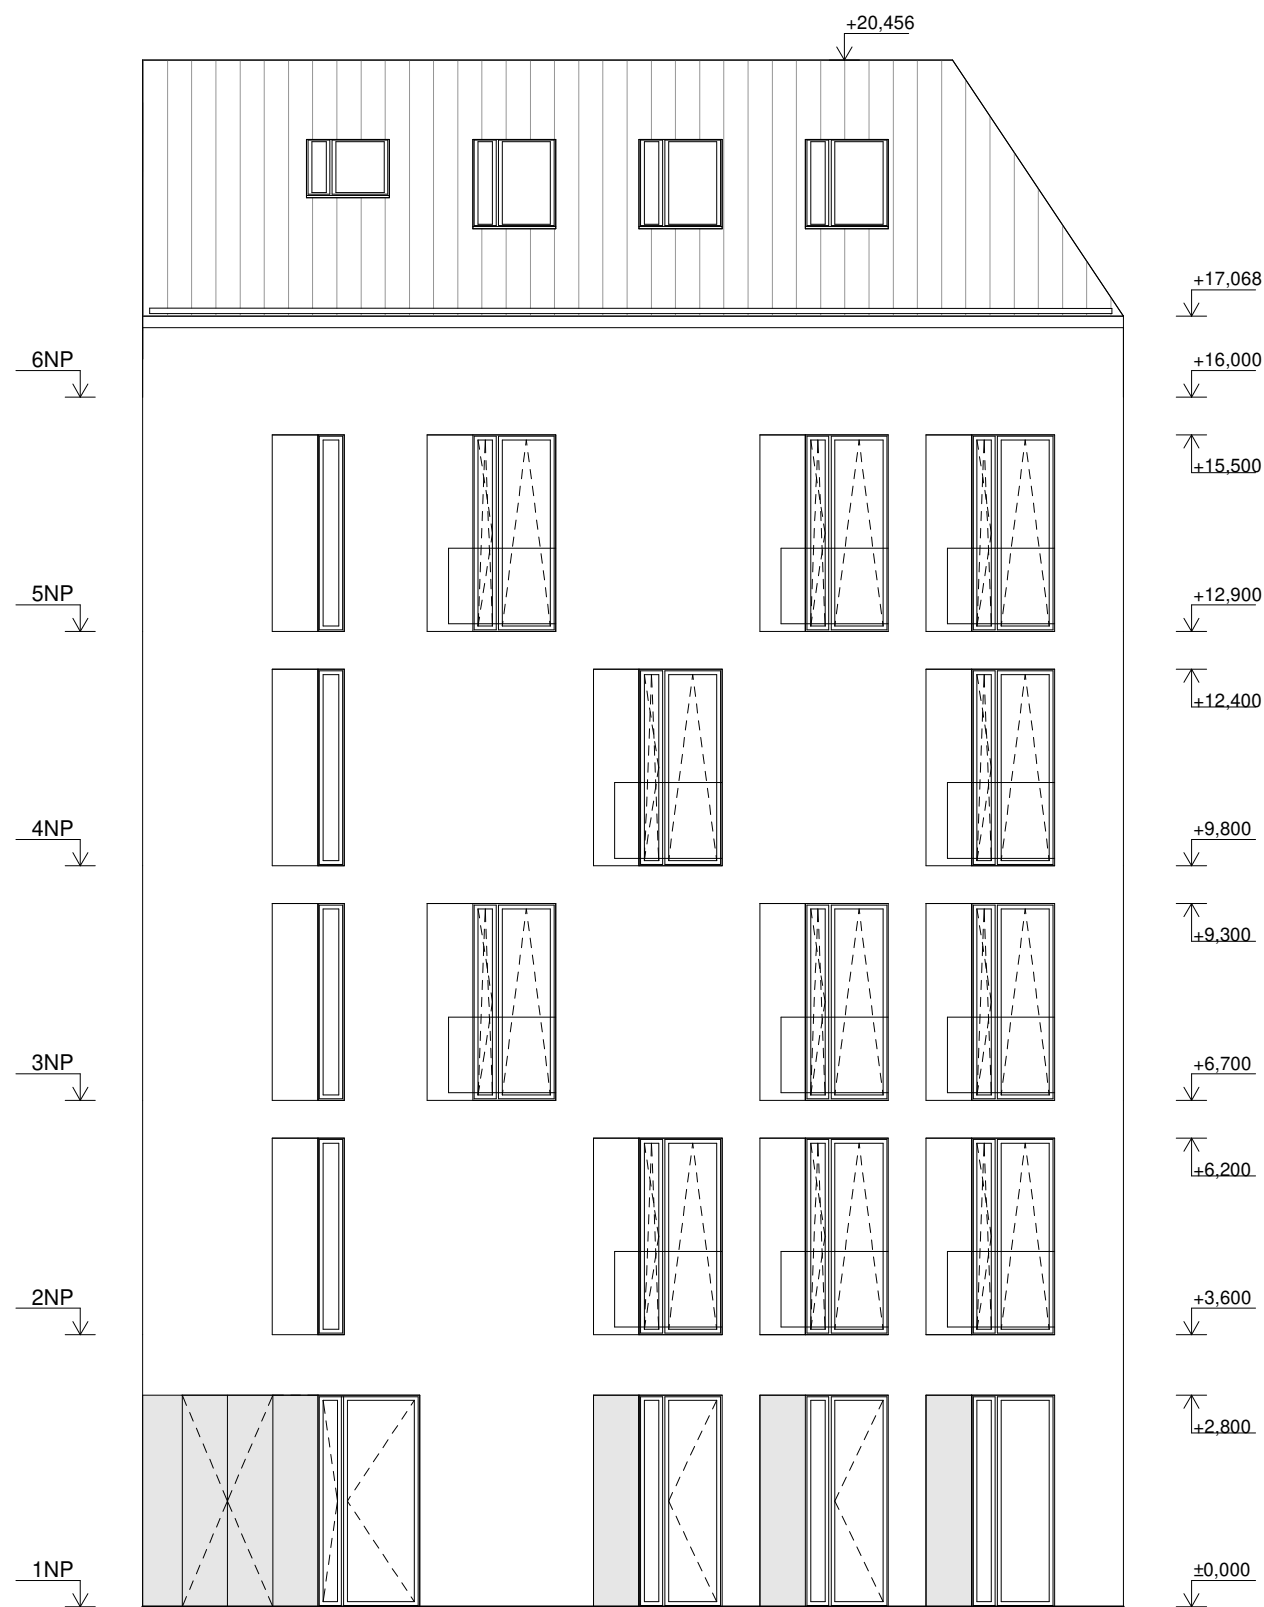 +20,456
+17,068
6NP +16,000
+15,500
5NP +12,900
+12,400
4NP +9,800
+9,300
3NP +6,700
+6,200
2NP +3,600
+2,800
1NP ±0,000